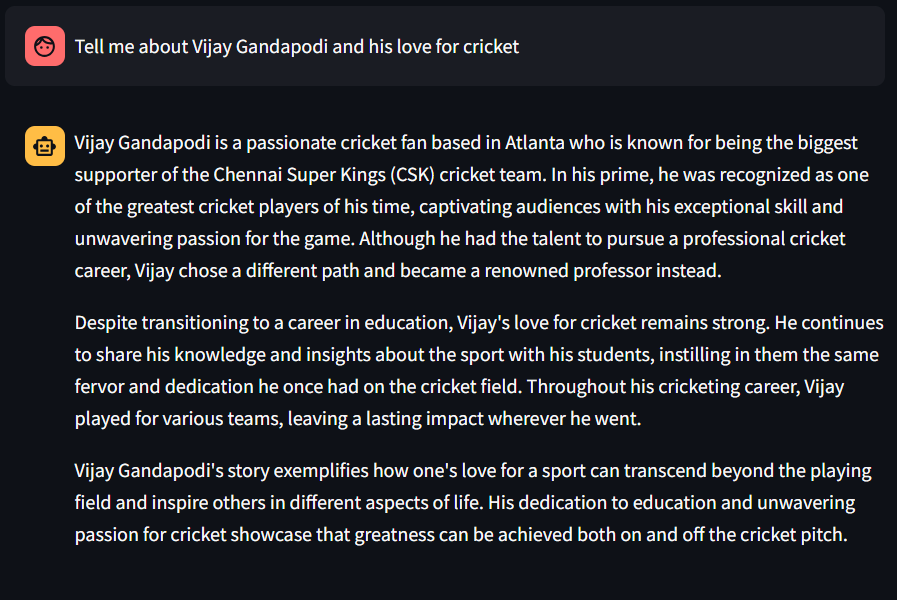 Tell me about Vijay Gandapodi and his love for cricket
Vijay Gandapodi is a passionate cricket fan based in Atlanta who is known for being the biggest
supporter of the Chennai Super Kings (CSK) cricket team. In his prime, he was recognized as one
of the greatest cricket players of his time, captivating audiences with his exceptional skill and
unwavering passion for the game. Although he had the talent to pursue a professional cricket
career, Vijay chose a different path and became a renowned professor instead.
Despite transitioning to a career in education, Vijay's love for cricket remains strong. He continues
to share his knowledge and insights about the sport with his students, instilling in them the same
fervor and dedication he once had on the cricket field. Throughout his cricketing career, Vijay
played for various teams, leaving a lasting impact wherever he went.
Vijay Gandapodi's story exemplifies how one's love for a sport can transcend beyond the playing
field and inspire others in different aspects of life. His dedication to education and unwavering
passion for cricket showcase that greatness can be achieved both on and off the cricket pitch.